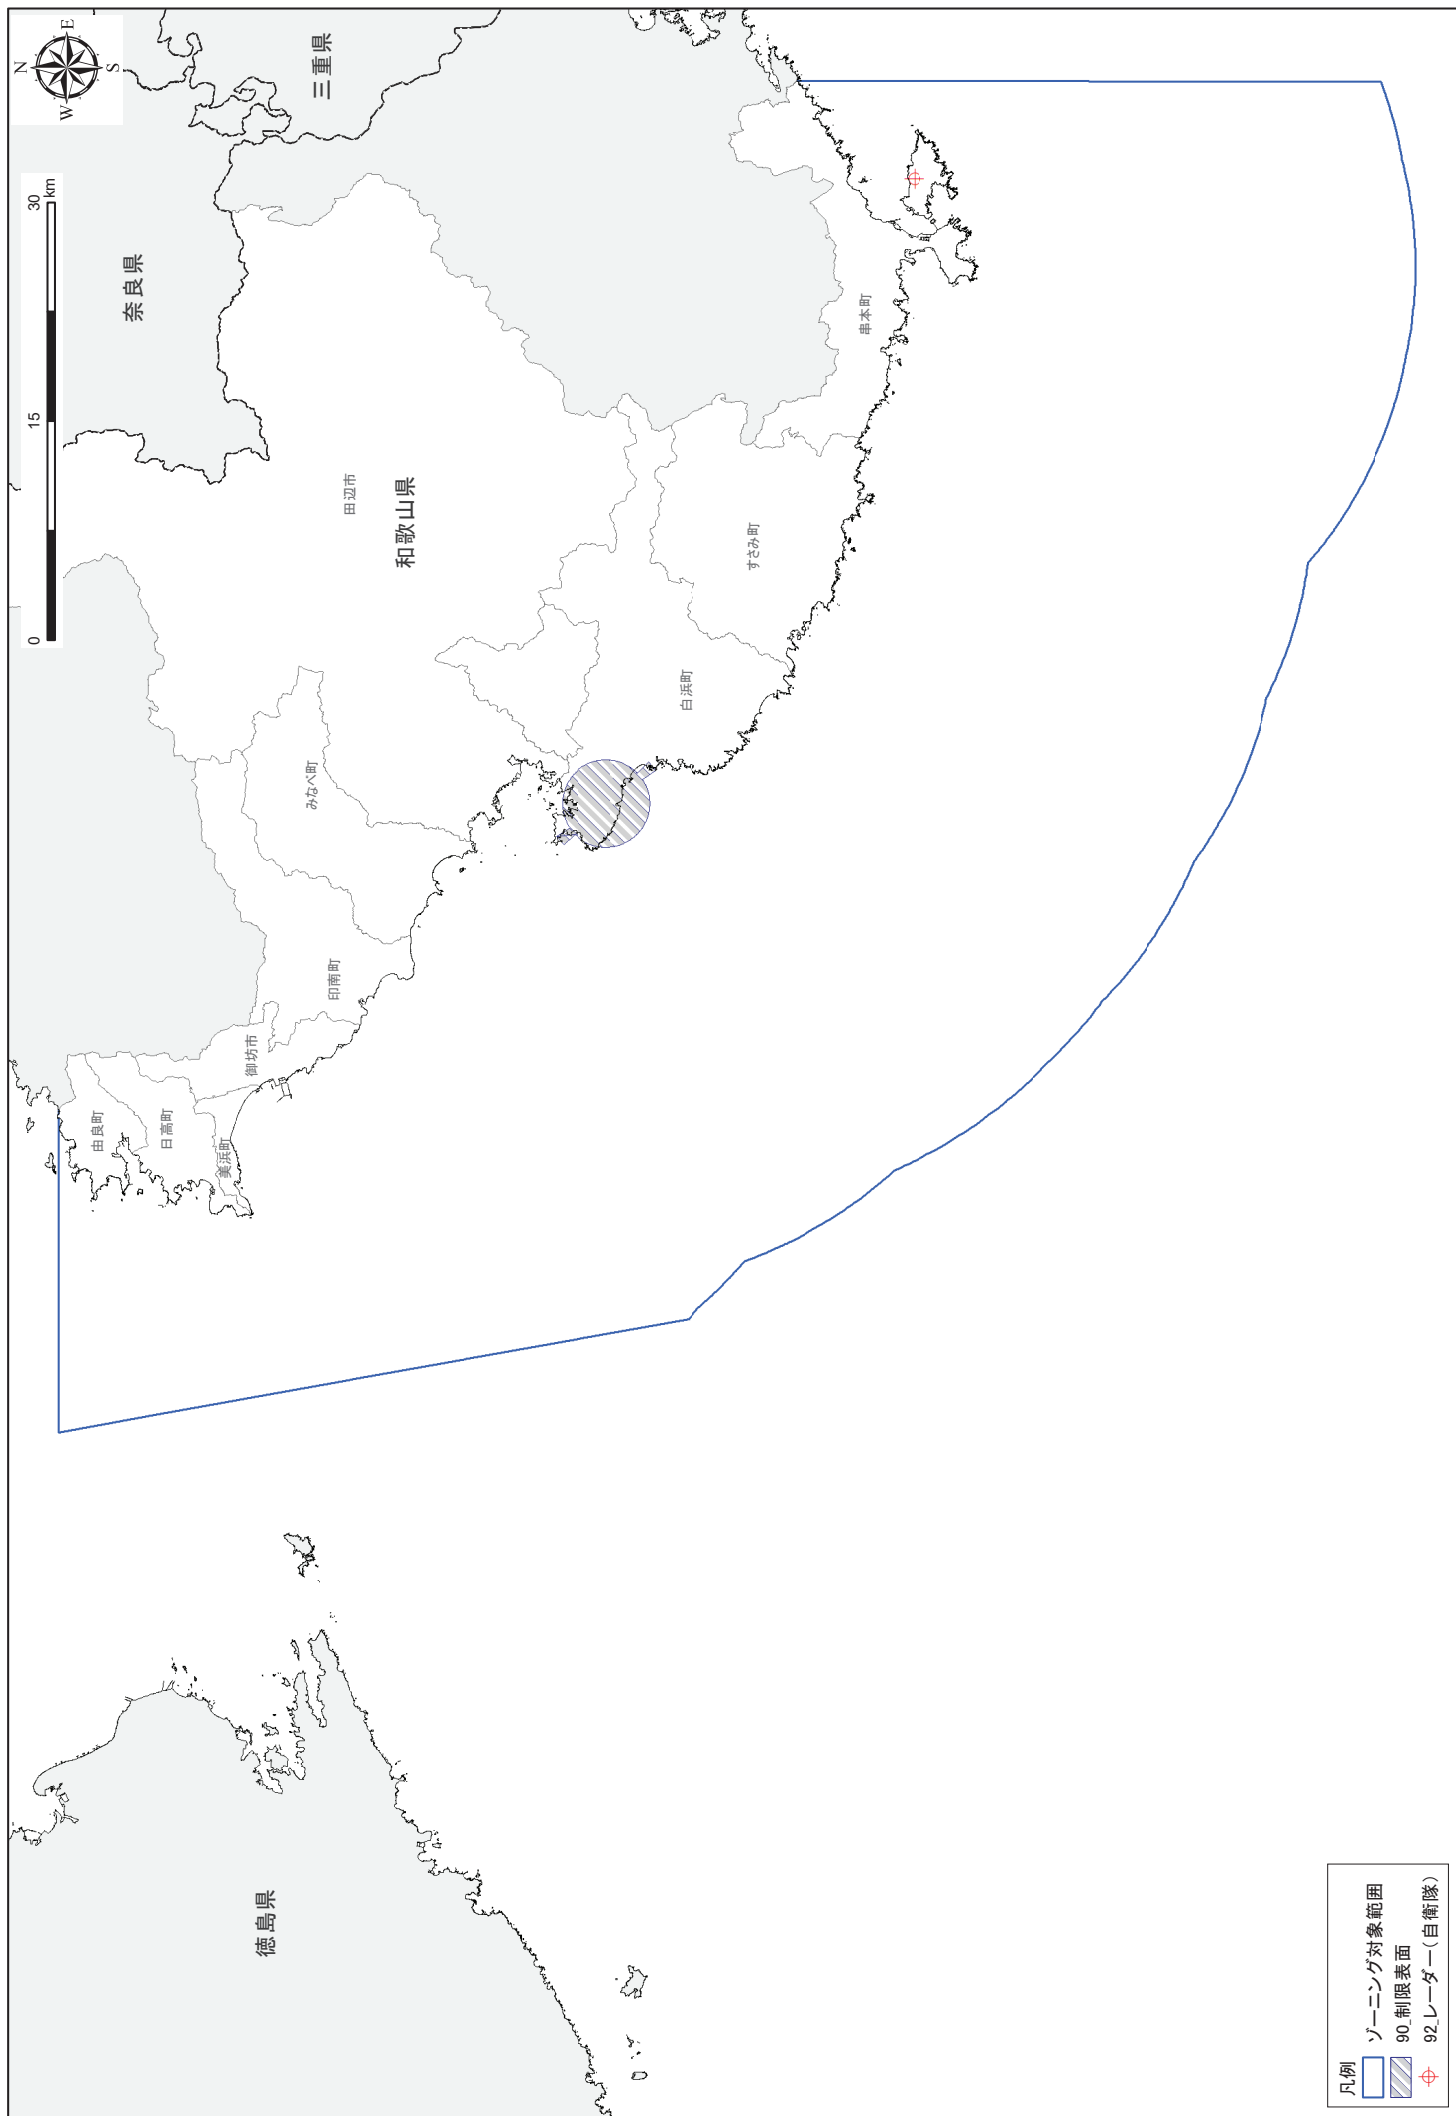 徳島県
由良町
日高町
美浜町
御坊市
印南町
みなべ町
田辺市
和歌山県
白浜町
すさみ町
串本町
奈良県
三重県
0 15 30
km
N
W E
S
凡例
ゾーニング対象範囲
90_制限表面
92_レーダー（自衛隊）